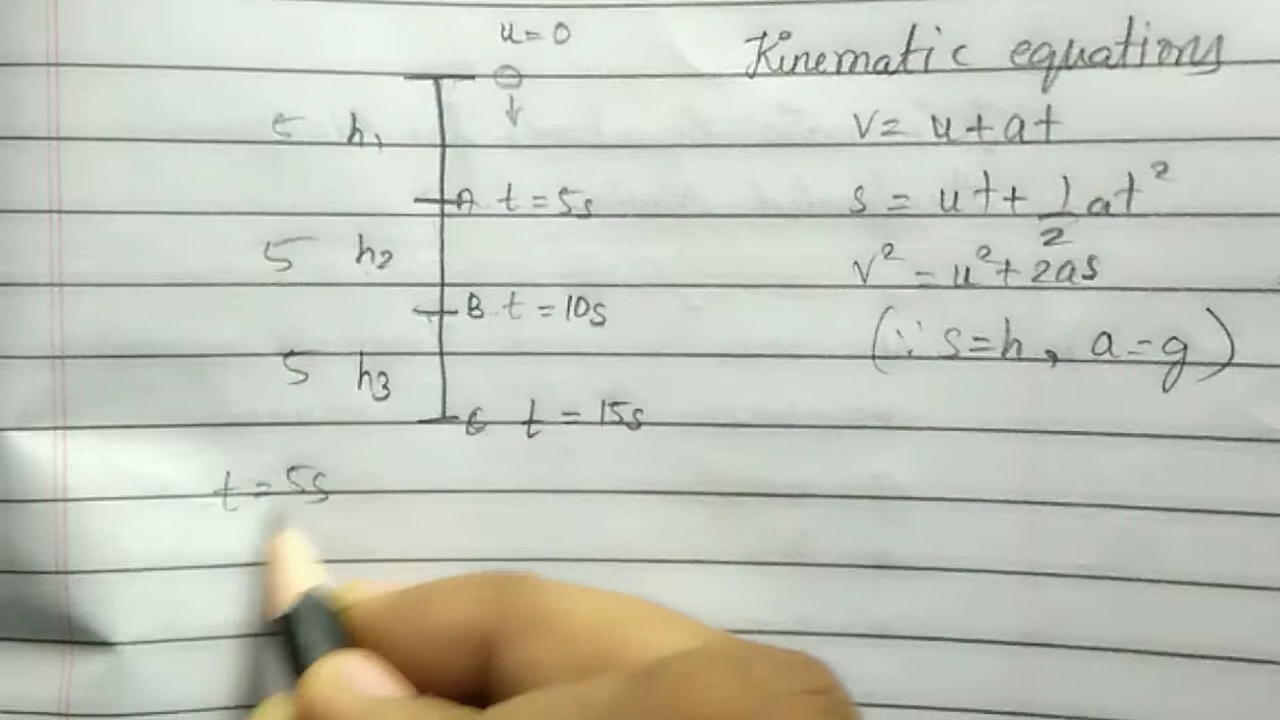 u=0
Kinematic equations
5 h₁
v= u+at
A t=5s
s = ut+½at²
5 h₂
v²=u²+2as
B t=10s
(∵ s=h, a=g)
5 h₃
C t=15s
t=5s